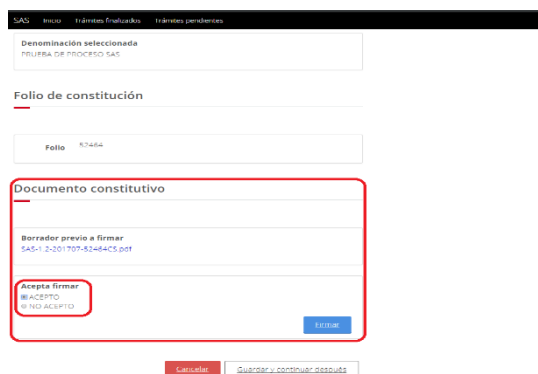 SAS Inicio Trámites finalizados Trámites pendientes
Denominación seleccionada
PRUEBA DE PROCESO SAS
Folio de constitución
Folio 52464
Documento constitutivo
Borrador previo a firmar
SAS-1.2-201707-52464CS.pdf
Acepta firmar
ACEPTO
NO ACEPTO
Firmar
Cancelar Guardar y continuar después